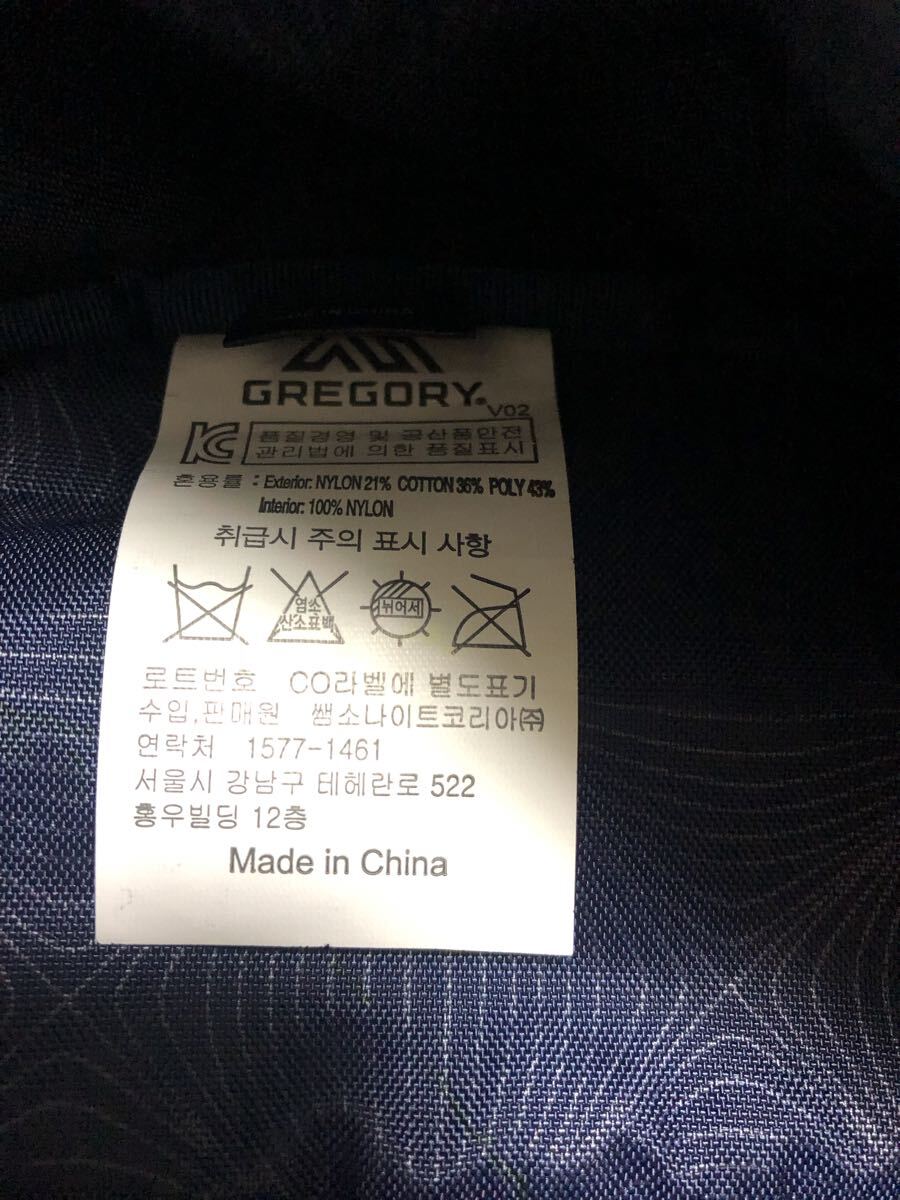 GREGORY.
V02
품질경영 및 공산품안전
관리법에 의한 품질표시
혼용률 : Exterior: NYLON 21% COTTON 36% POLY 43%
Interior: 100% NYLON
취급시 주의 표시 사항
염소
산소표백
뉘어세
로트번호 CO라벨에 별도표기
수입,판매원 쌤소나이트코리아㈜
연락처 1577-1461
서울시 강남구 테헤란로 522
홍우빌딩 12층
Made in China